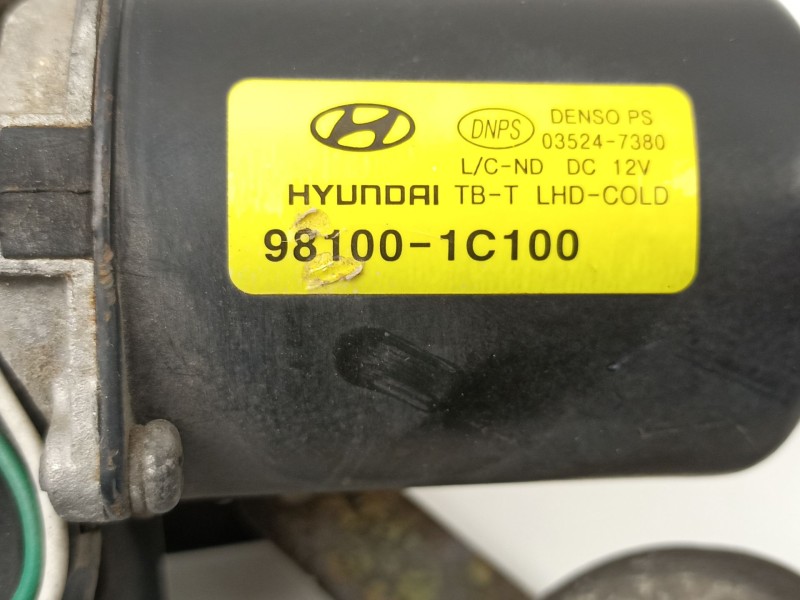 DNPS DENSO PS
03524-7380
L/C-ND DC 12V
HYUNDAI TB-T LHD-COLD
98100-1C100